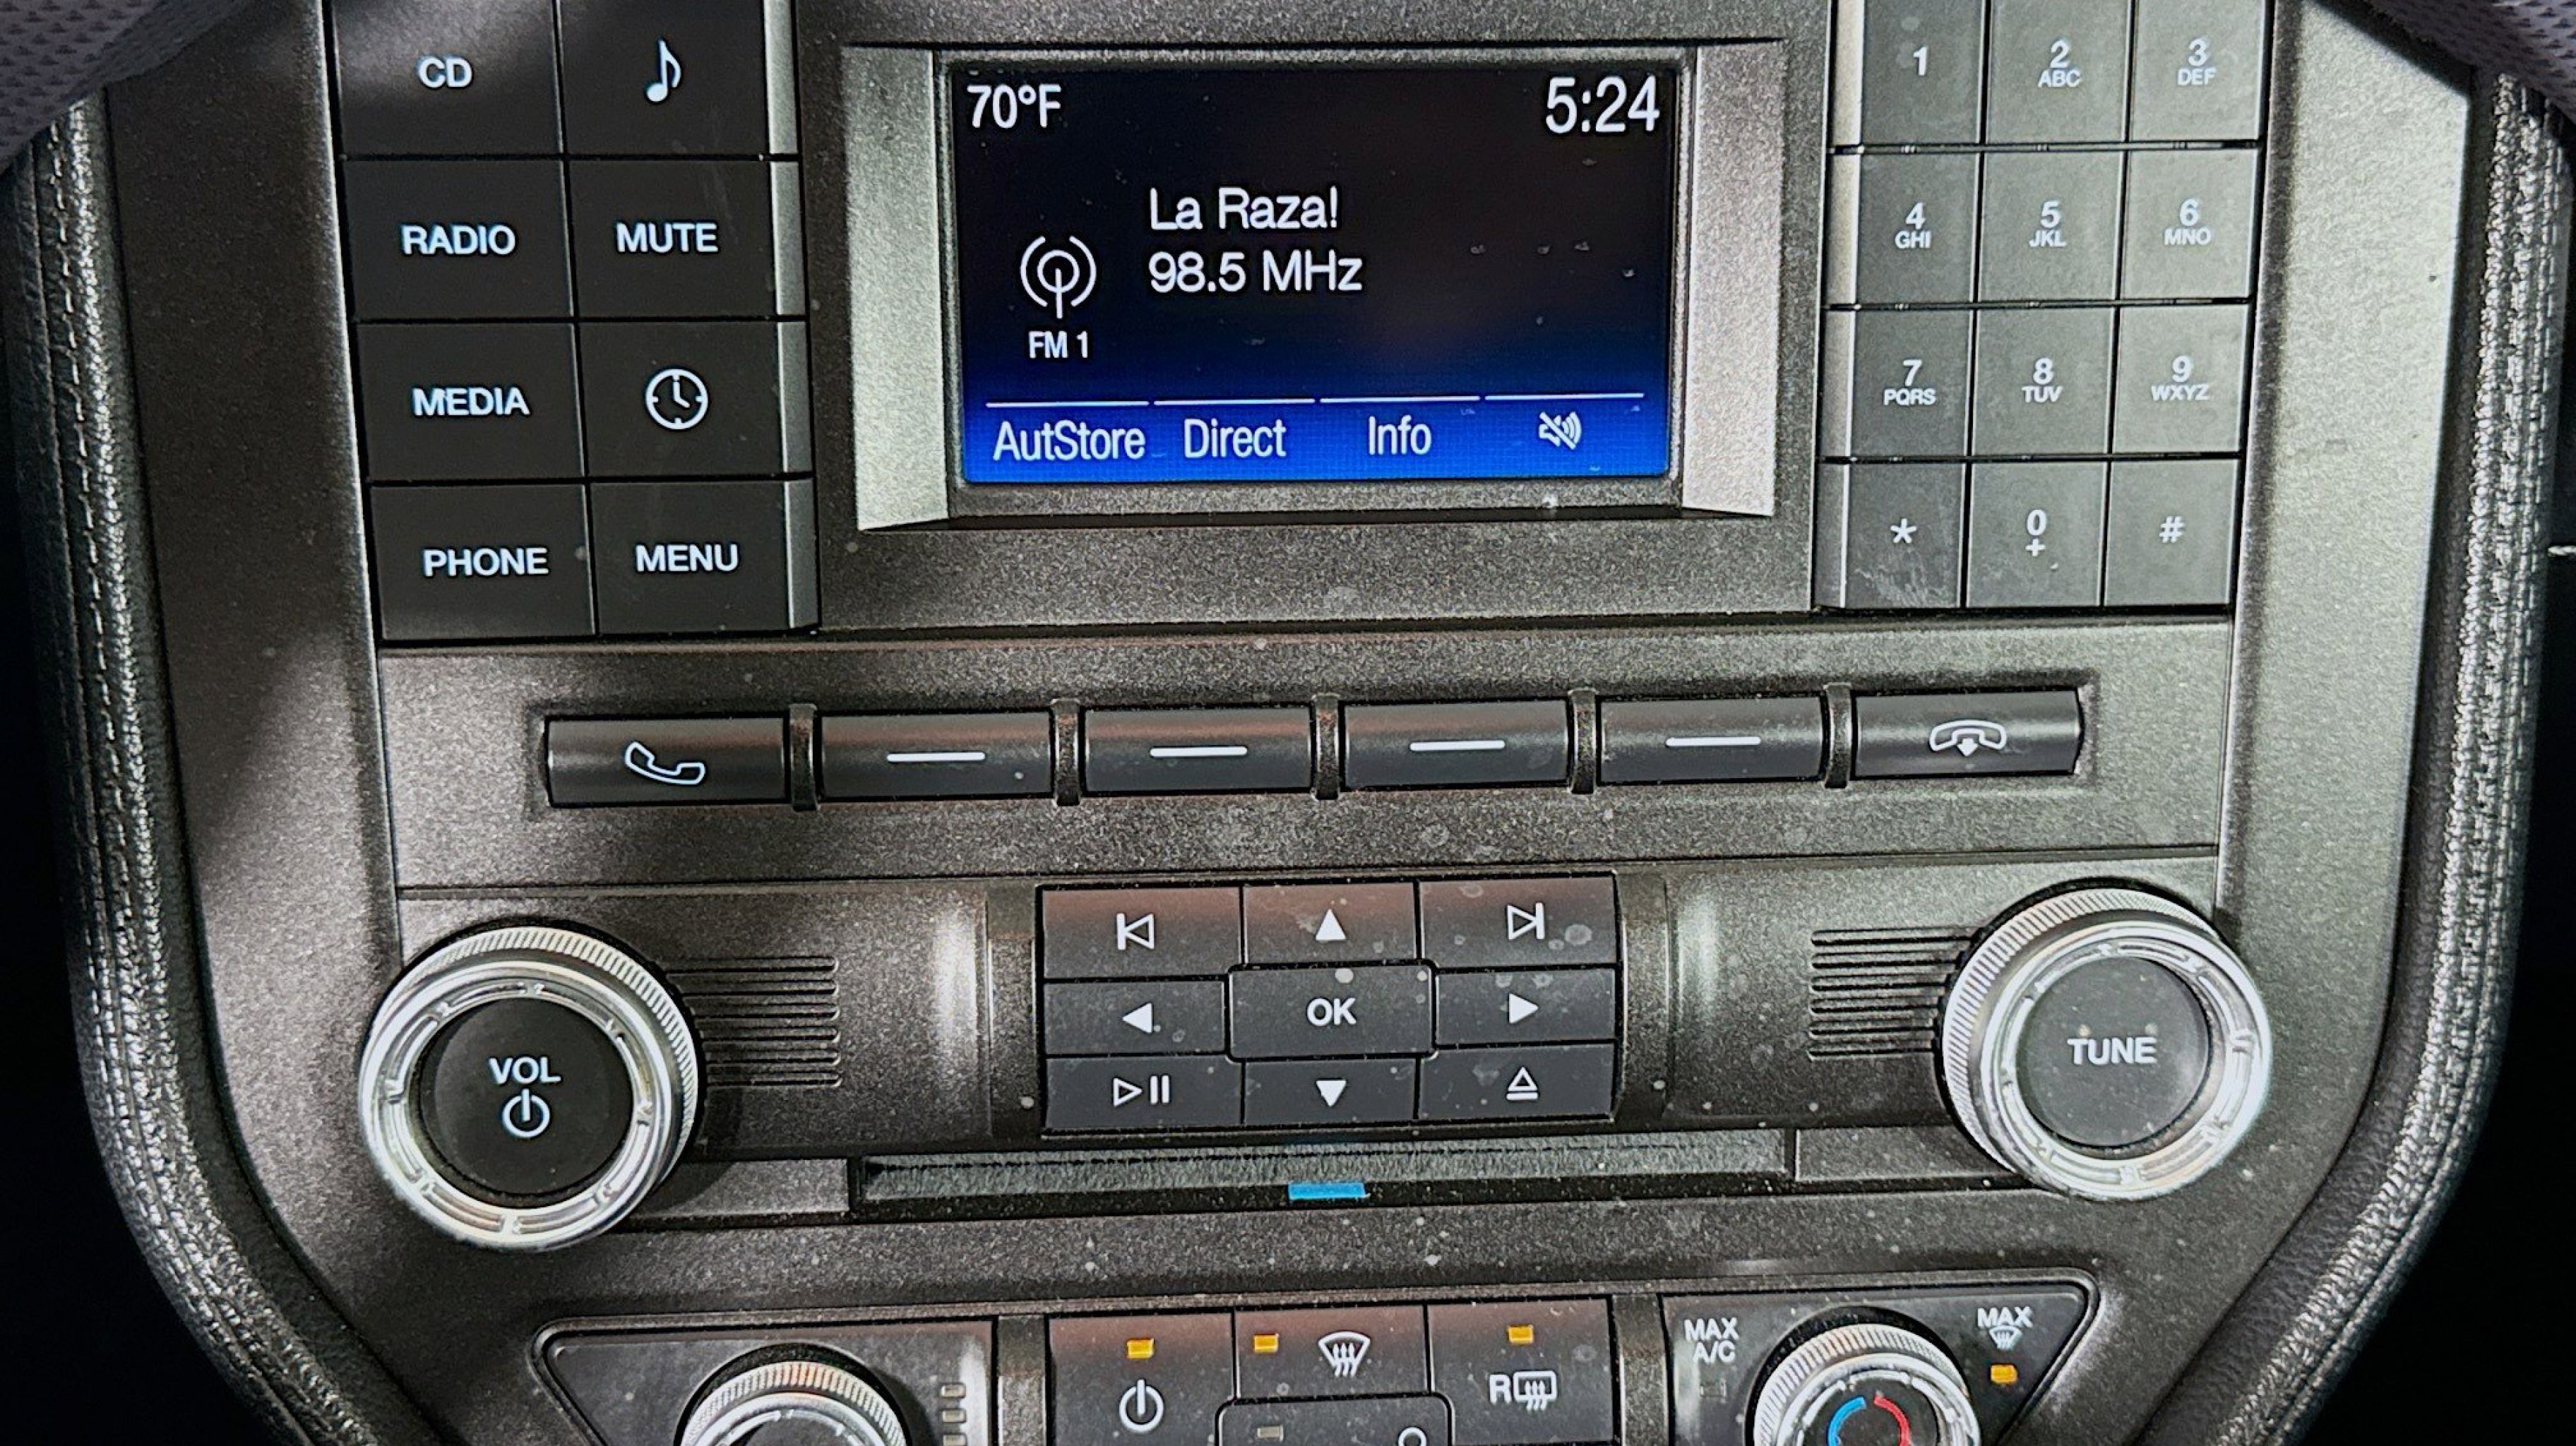 CD
RADIO
MUTE
MEDIA
PHONE
MENU
70°F
5:24
La Raza!
98.5 MHz
FM 1
AutStore
Direct
Info
1
2
ABC
3
DEF
4
GHI
5
JKL
6
MNO
7
PQRS
8
TUV
9
WXYZ
*
0
+
#
VOL
OK
TUNE
R
MAX
A/C
MAX